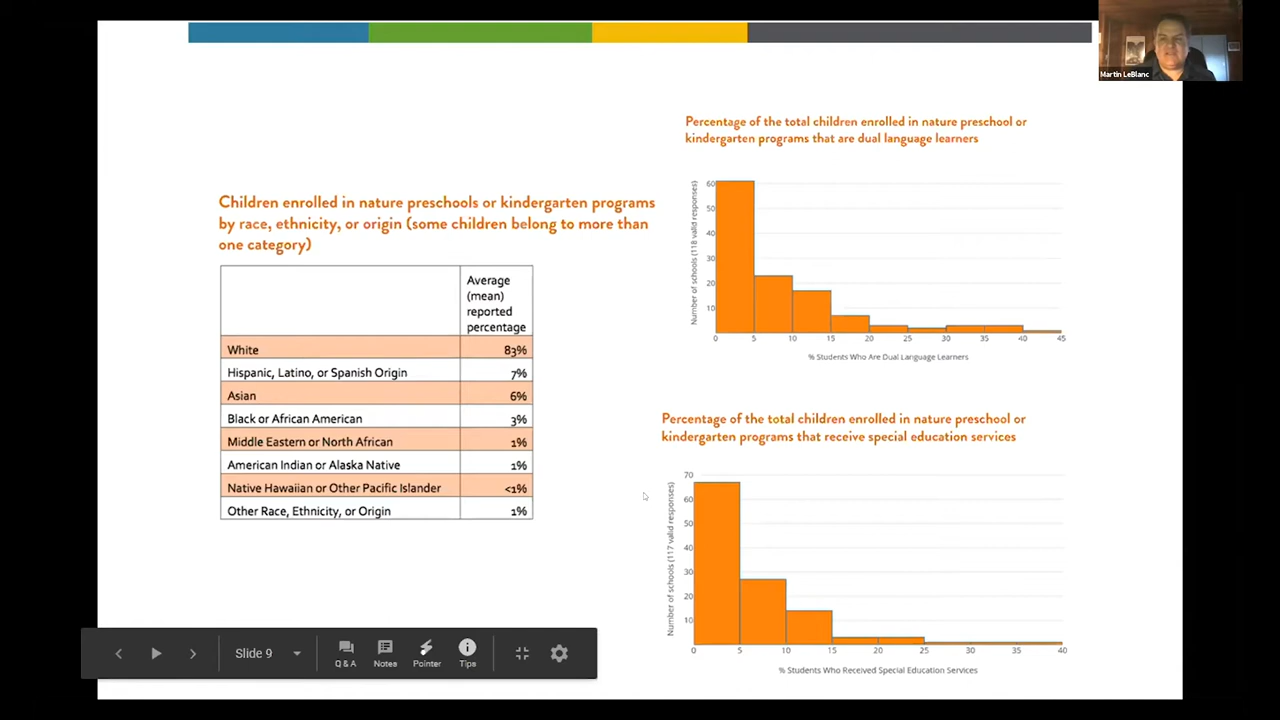 Martin LeBlanc
Children enrolled in nature preschools or kindergarten programs
by race, ethnicity, or origin (some children belong to more than
one category)
Average
(mean)
reported
percentage
White 83%
Hispanic, Latino, or Spanish Origin 7%
Asian 6%
Black or African American 3%
Middle Eastern or North African 1%
American Indian or Alaska Native 1%
Native Hawaiian or Other Pacific Islander <1%
Other Race, Ethnicity, or Origin 1%
Percentage of the total children enrolled in nature preschool or
kindergarten programs that are dual language learners
Number of schools (118 valid responses)
60
50
40
30
20
10
0 5 10 15 20 25 30 35 40 45
% Students Who Are Dual Language Learners
Percentage of the total children enrolled in nature preschool or
kindergarten programs that receive special education services
Number of schools (117 valid responses)
70
60
50
40
30
20
10
0 5 10 15 20 25 30 35 40
% Students Who Received Special Education Services
Slide 9
Q & A Notes Pointer Tips